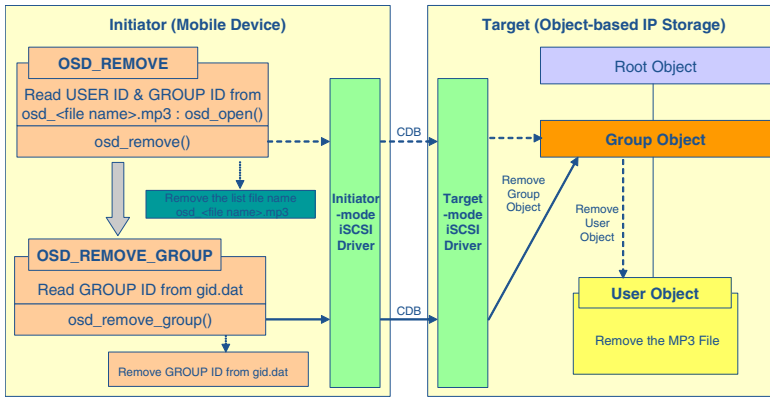 Initiator (Mobile Device)
OSD_REMOVE
Read USER ID & GROUP ID from
osd_<file name>.mp3 : osd_open()
osd_remove()
Remove the list file name
osd_<file name>.mp3
OSD_REMOVE_GROUP
Read GROUP ID from gid.dat
osd_remove_group()
Remove GROUP ID from gid.dat
Initiator
-mode
iSCSI
Driver
CDB
CDB
Target (Object-based IP Storage)
Target
-mode
iSCSI
Driver
Root Object
Group Object
Remove
Group
Object
Remove
User
Object
User Object
Remove the MP3 File